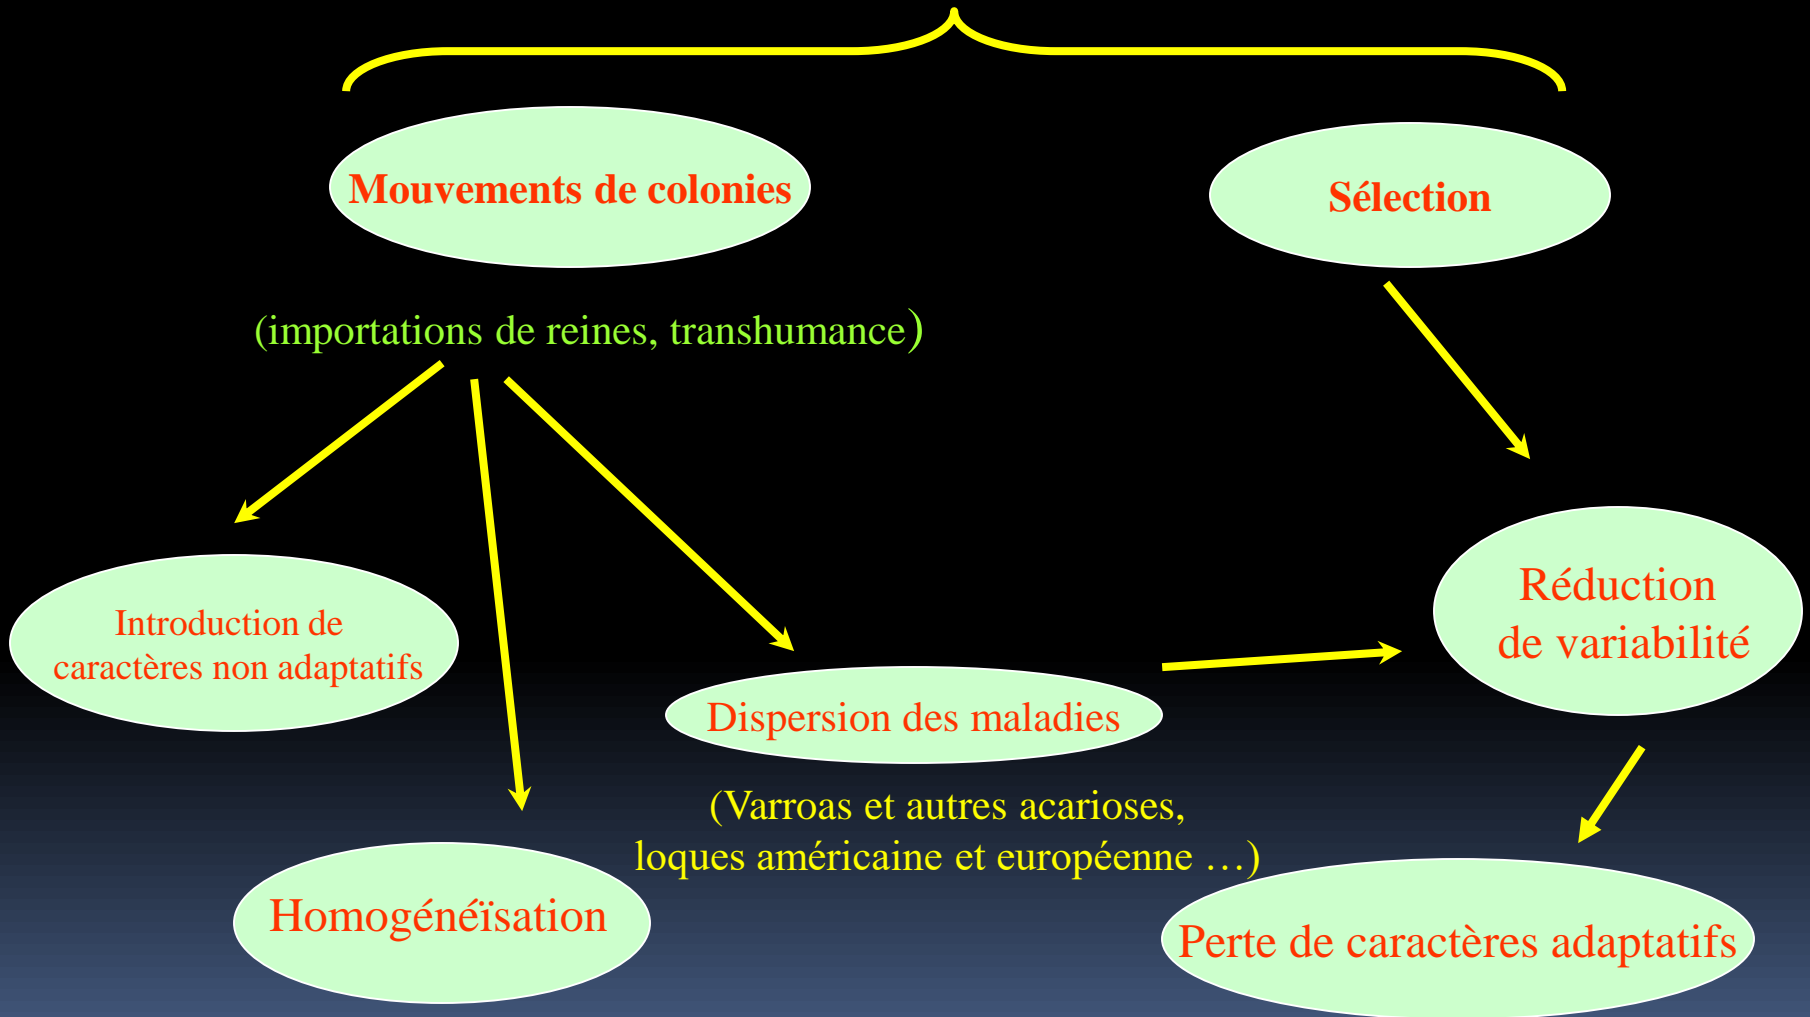 Mouvements de colonies
Sélection
(importations de reines, transhumance)
Introduction de
caractères non adaptatifs
Réduction
de variabilité
Dispersion des maladies
(Varroas et autres acarioses,
loques américaine et européenne …)
Homogénéïsation
Perte de caractères adaptatifs